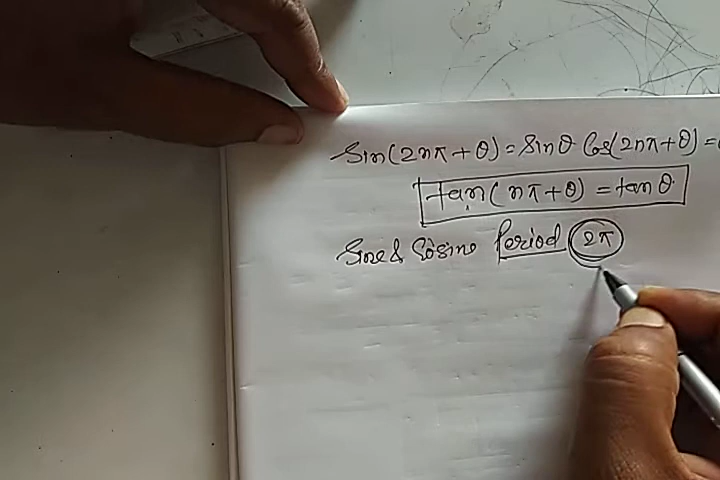 Sin(2nπ+θ)=Sinθ Cos(2nπ+θ)=
tan(nπ+θ)=tanθ.
Sine & Cosine Period 2π